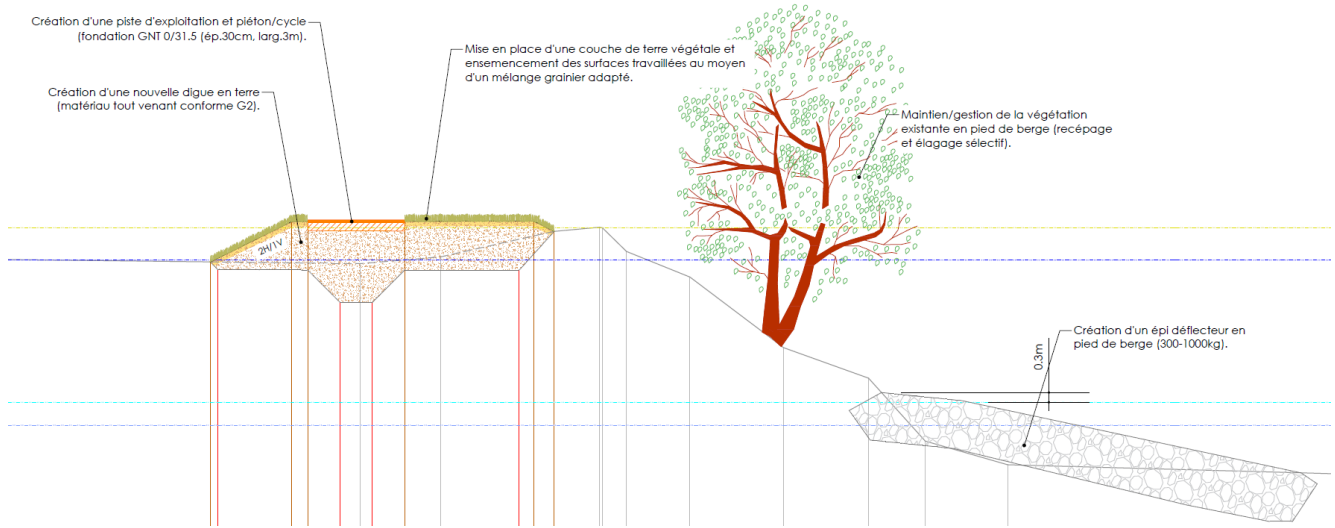 Création d'une piste d'exploitation et piéton/cycle
(fondation GNT 0/31.5 (ép.30cm, larg.3m).
Création d'une nouvelle digue en terre
(matériau tout venant conforme G2).
Mise en place d'une couche de terre végétale et
ensemencement des surfaces travaillées au moyen
d'un mélange grainier adapté.
Maintien/gestion de la végétation
existante en pied de berge (recépage
et élagage sélectif).
2H/1V
Création d'un épi déflecteur en
pied de berge (300-1000kg).
0.3m